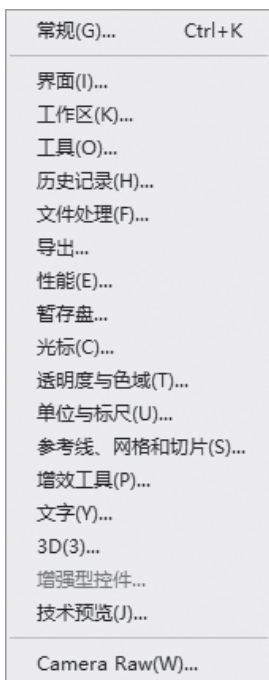 常规(G)... Ctrl+K
界面(I)...
工作区(K)...
工具(O)...
历史记录(H)...
文件处理(F)...
导出...
性能(E)...
暂存盘...
光标(C)...
透明度与色域(T)...
单位与标尺(U)...
参考线、网格和切片(S)...
增效工具(P)...
文字(Y)...
3D(3)...
增强型控件...
技术预览(J)...
Camera Raw(W)...